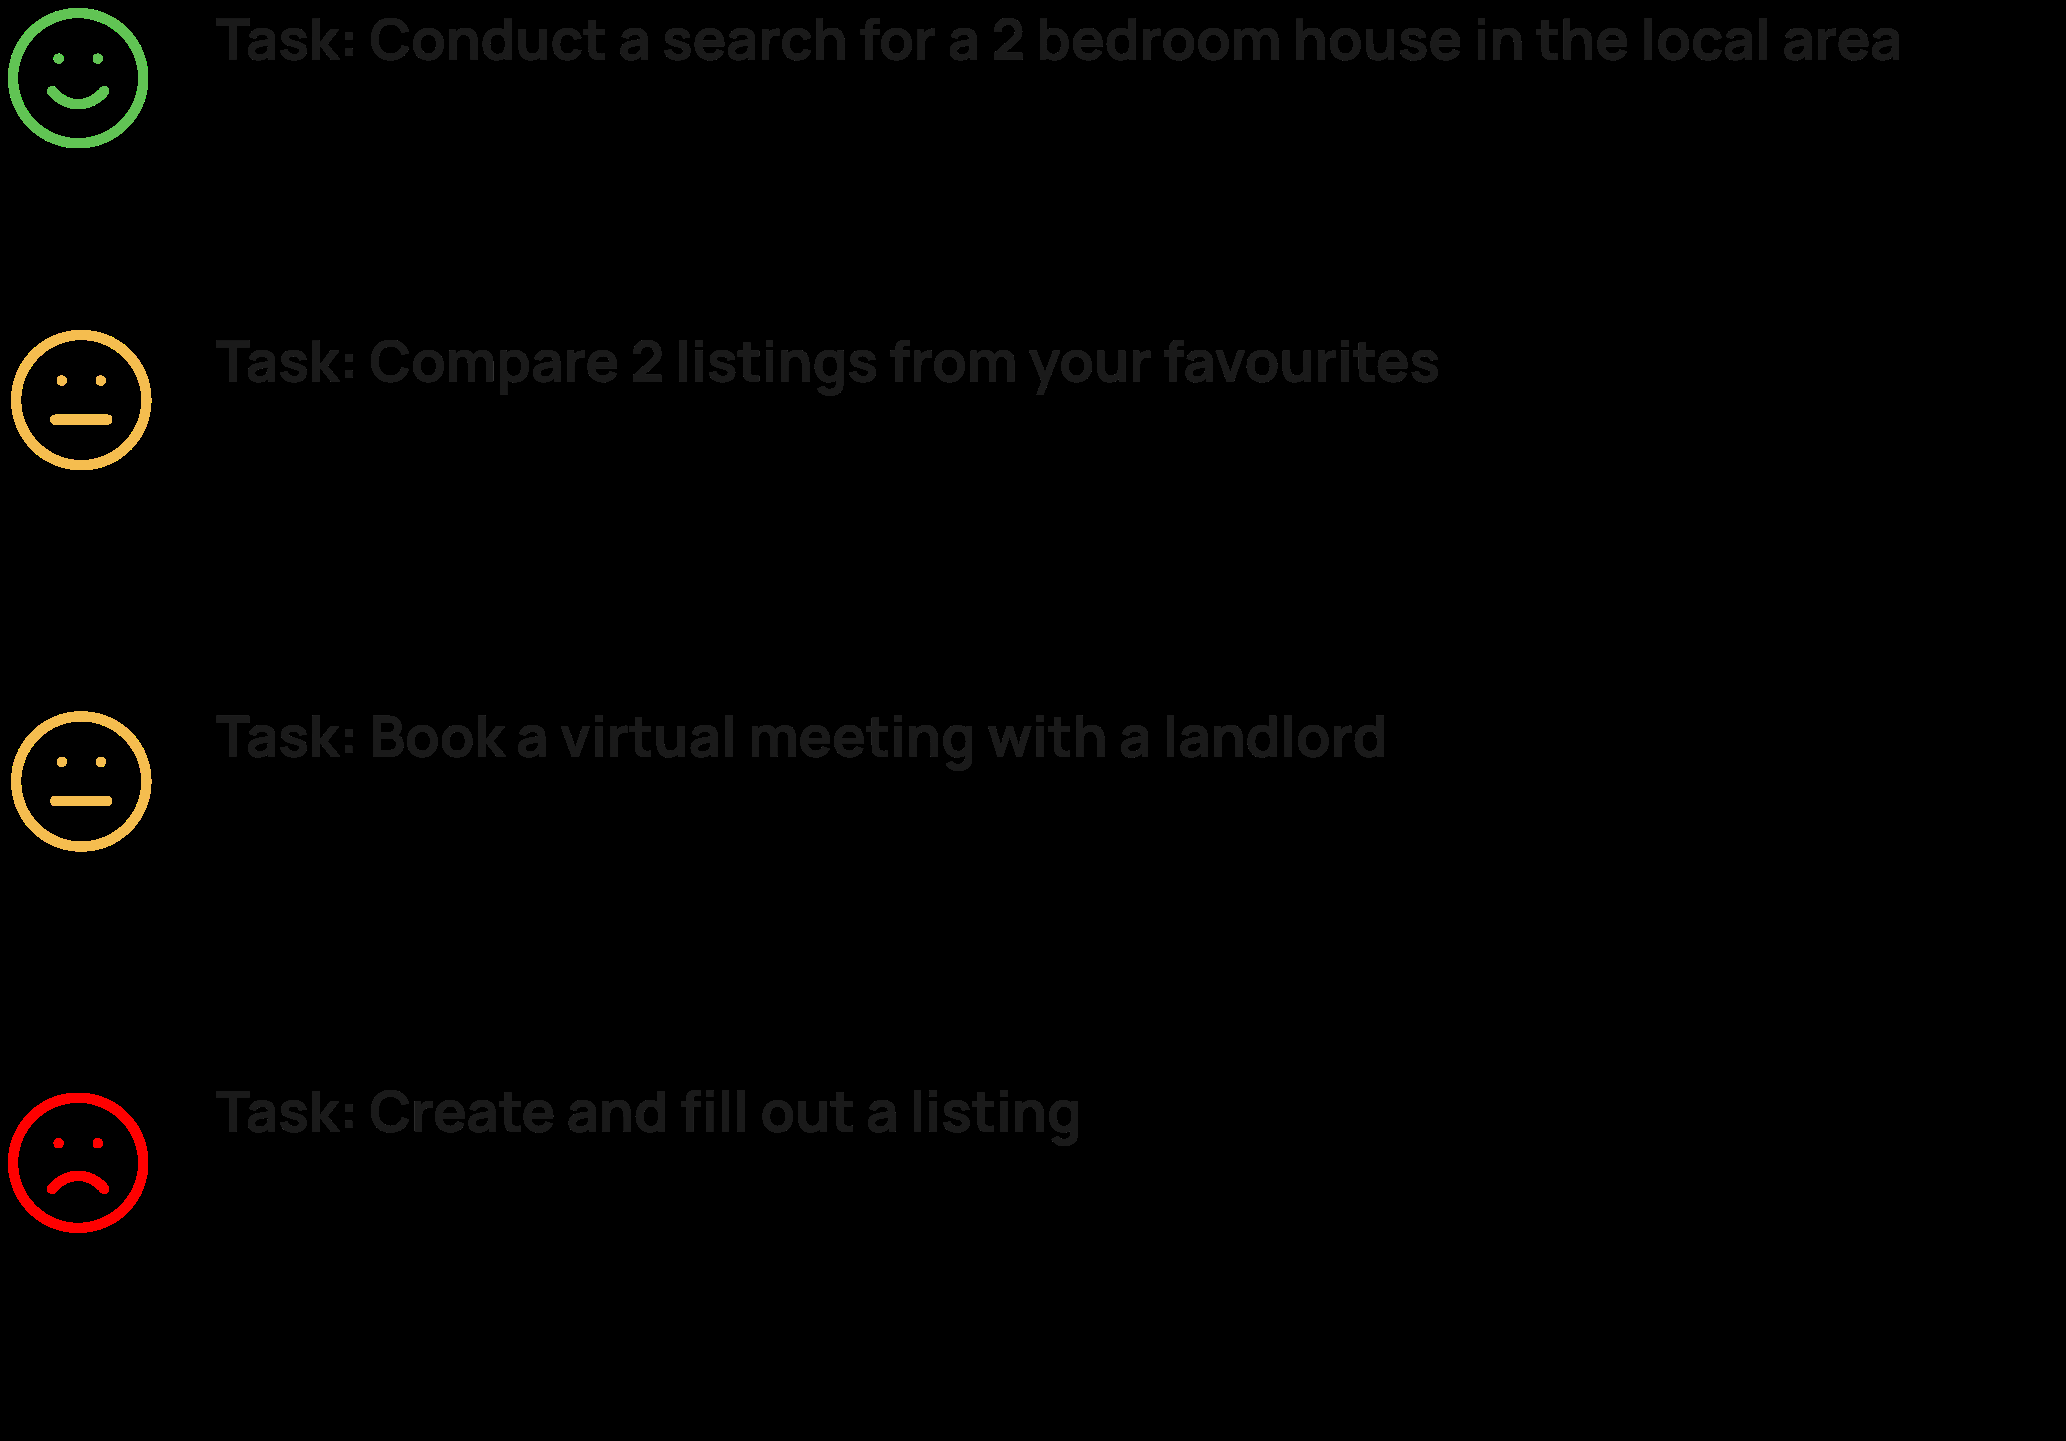 Task: Conduct a search for a 2 bedroom house in the local area
Task: Compare 2 listings from your favourites
Task: Book a virtual meeting with a landlord
Task: Create and fill out a listing